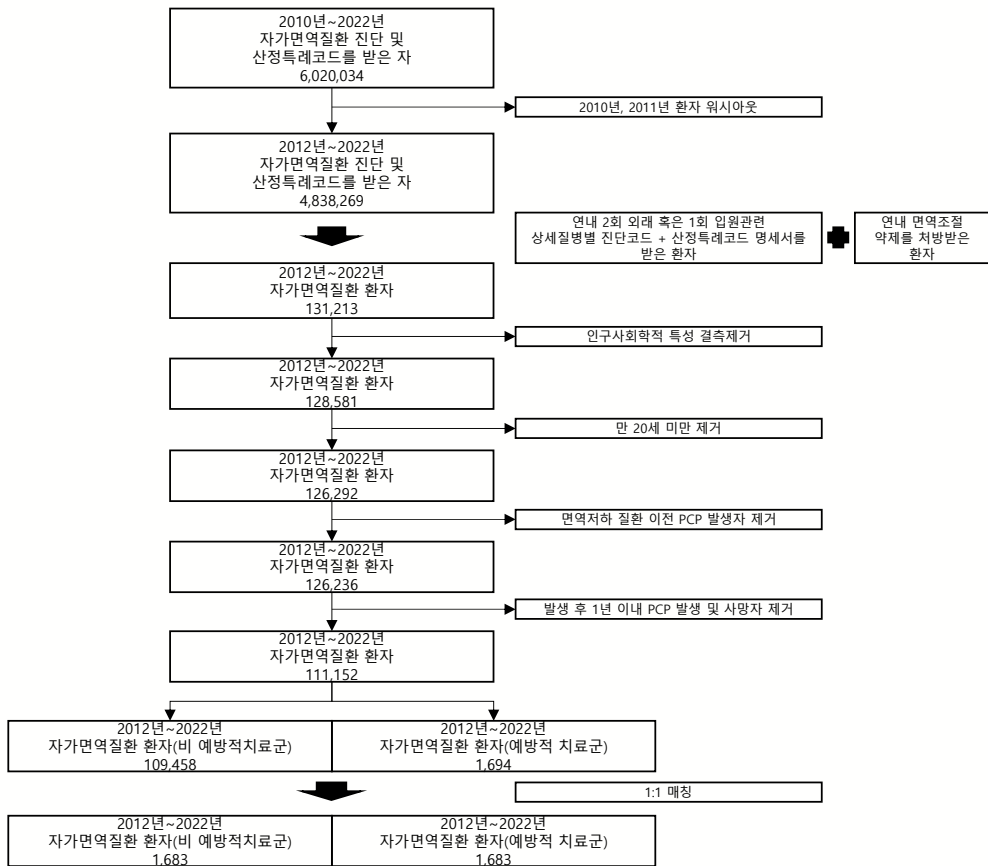 2010년~2022년
자가면역질환 진단 및
산정특례코드를 받은 자
6,020,034
2010년, 2011년 환자 워시아웃
2012년~2022년
자가면역질환 진단 및
산정특례코드를 받은 자
4,838,269
연내 2회 외래 혹은 1회 입원관련
상세질병별 진단코드 + 산정특례코드 명세서를
받은 환자
연내 면역조절
약제를 처방받은
환자
2012년~2022년
자가면역질환 환자
131,213
인구사회학적 특성 결측제거
2012년~2022년
자가면역질환 환자
128,581
만 20세 미만 제거
2012년~2022년
자가면역질환 환자
126,292
면역저하 질환 이전 PCP 발생자 제거
2012년~2022년
자가면역질환 환자
126,236
발생 후 1년 이내 PCP 발생 및 사망자 제거
2012년~2022년
자가면역질환 환자
111,152
2012년~2022년
자가면역질환 환자(비 예방적치료군)
109,458
2012년~2022년
자가면역질환 환자(예방적 치료군)
1,694
1:1 매칭
2012년~2022년
자가면역질환 환자(비 예방적치료군)
1,683
2012년~2022년
자가면역질환 환자(예방적 치료군)
1,683